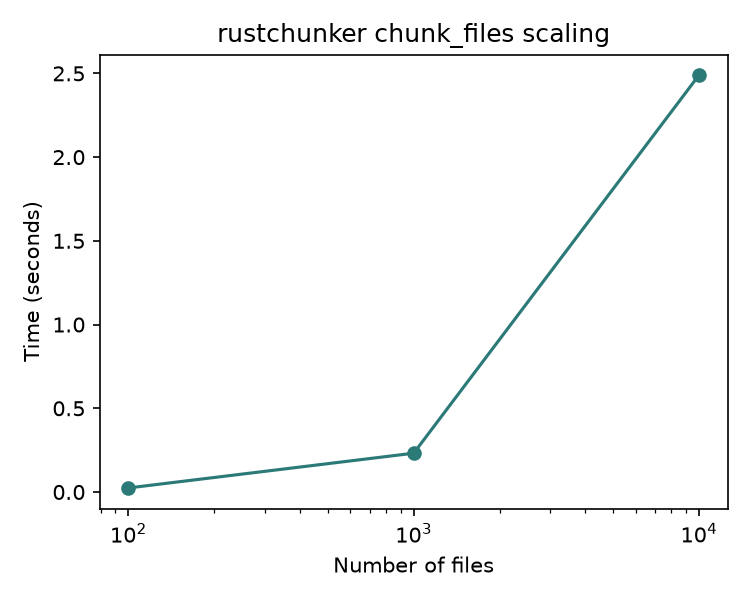 rustchunker chunk_files scaling
Time (seconds)
2.5
2.0
1.5
1.0
0.5
0.0
10² 10³ 10⁴
Number of files